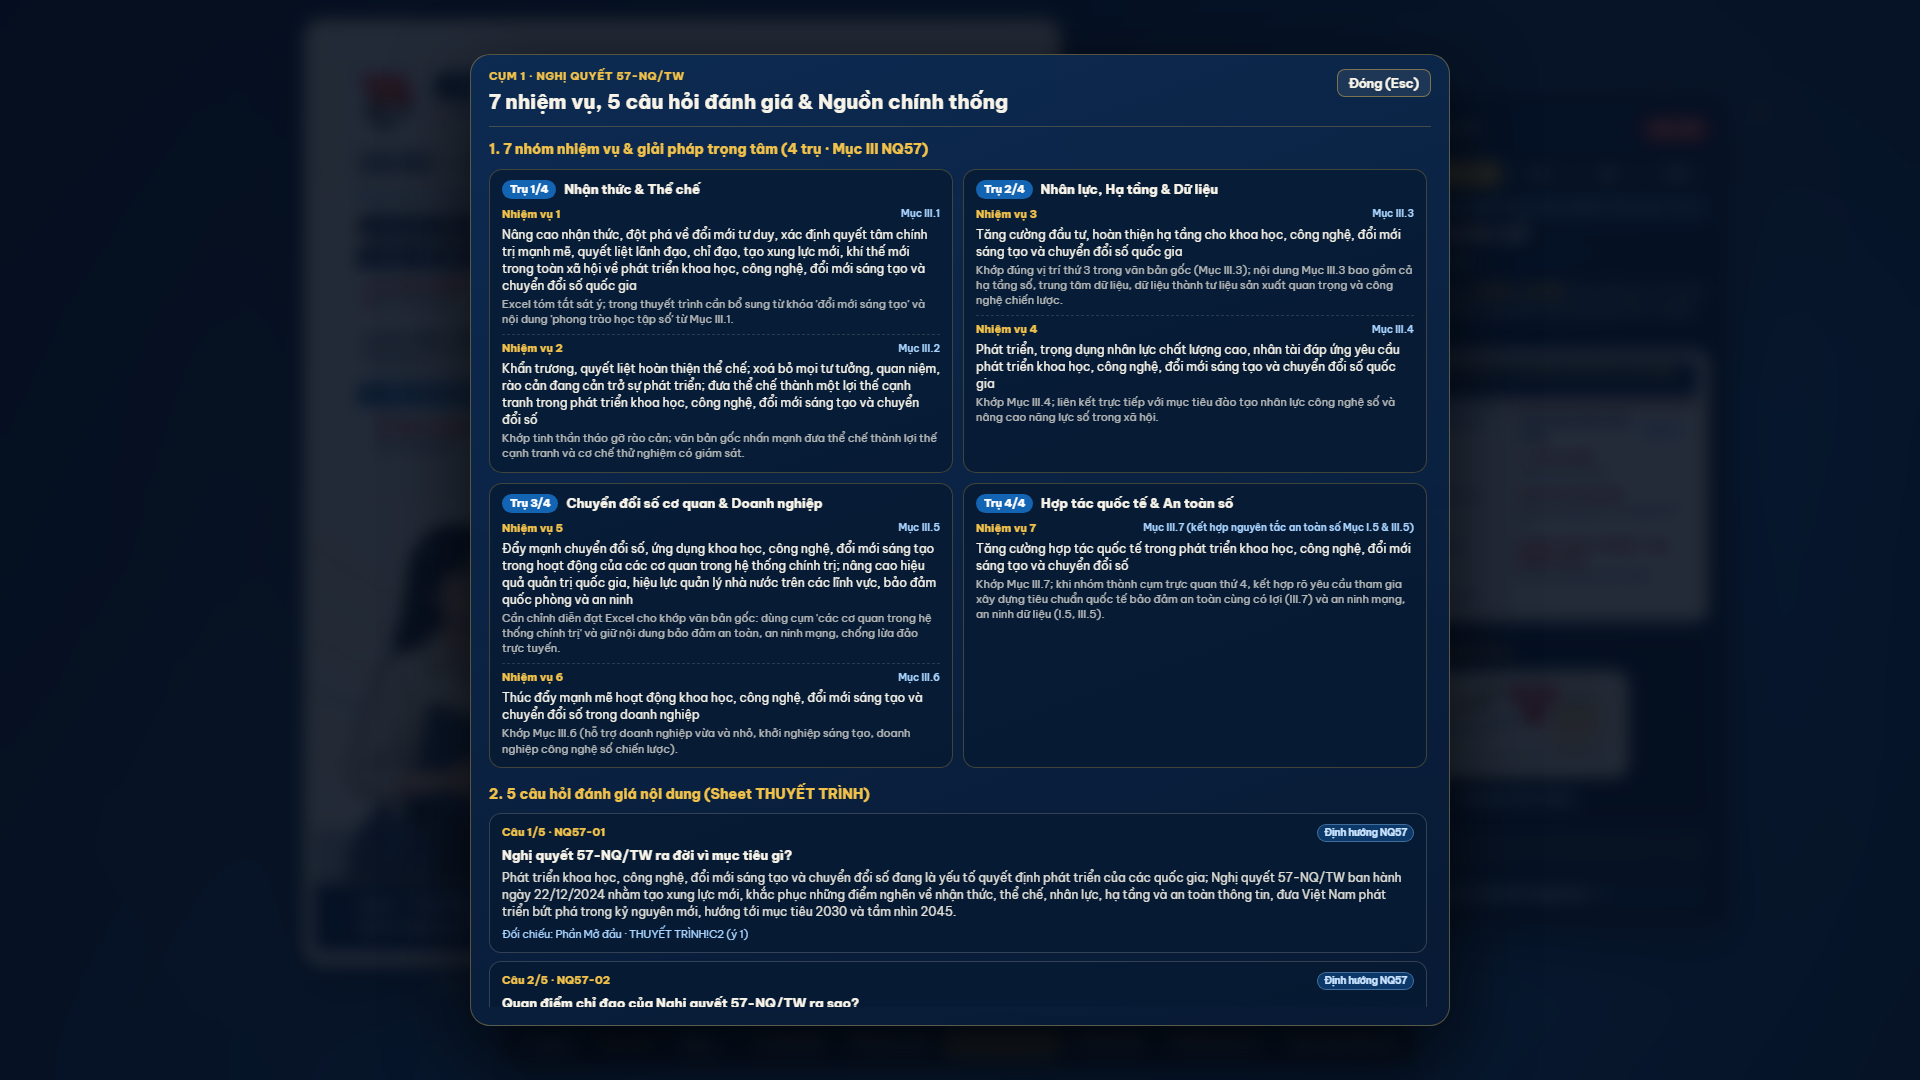 CỤM 1 · NGHỊ QUYẾT 57-NQ/TW
7 nhiệm vụ, 5 câu hỏi đánh giá & Nguồn chính thống
Đóng (Esc)
1. 7 nhóm nhiệm vụ & giải pháp trọng tâm (4 trụ · Mục III NQ57)
Trụ 1/4 Nhận thức & Thể chế
Nhiệm vụ 1 Mục III.1
Nâng cao nhận thức, đột phá về đổi mới tư duy, xác định quyết tâm chính
trị mạnh mẽ, quyết liệt lãnh đạo, chỉ đạo, tạo xung lực mới, khí thế mới
trong toàn xã hội về phát triển khoa học, công nghệ, đổi mới sáng tạo và
chuyển đổi số quốc gia
Excel tóm tắt sát ý; trong thuyết trình cần bổ sung từ khóa 'đổi mới sáng tạo' và
nội dung 'phong trào học tập số' từ Mục III.1.
Nhiệm vụ 2 Mục III.2
Khẩn trương, quyết liệt hoàn thiện thể chế; xoá bỏ mọi tư tưởng, quan niệm,
rào cản đang cản trở sự phát triển; đưa thể chế thành một lợi thế cạnh
tranh trong phát triển khoa học, công nghệ, đổi mới sáng tạo và chuyển
đổi số
Khớp tinh thần tháo gỡ rào cản; văn bản gốc nhấn mạnh đưa thể chế thành lợi thế
cạnh tranh và cơ chế thử nghiệm có giám sát.
Trụ 2/4 Nhân lực, Hạ tầng & Dữ liệu
Nhiệm vụ 3 Mục III.3
Tăng cường đầu tư, hoàn thiện hạ tầng cho khoa học, công nghệ, đổi mới
sáng tạo và chuyển đổi số quốc gia
Khớp đúng vị trí thứ 3 trong văn bản gốc (Mục III.3); nội dung Mục III.3 bao gồm cả
hạ tầng số, trung tâm dữ liệu, dữ liệu thành tư liệu sản xuất quan trọng và công
nghệ chiến lược.
Nhiệm vụ 4 Mục III.4
Phát triển, trọng dụng nhân lực chất lượng cao, nhân tài đáp ứng yêu cầu
phát triển khoa học, công nghệ, đổi mới sáng tạo và chuyển đổi số quốc
gia
Khớp Mục III.4; liên kết trực tiếp với mục tiêu đào tạo nhân lực công nghệ số và
nâng cao năng lực số trong xã hội.
Trụ 3/4 Chuyển đổi số cơ quan & Doanh nghiệp
Nhiệm vụ 5 Mục III.5
Đẩy mạnh chuyển đổi số, ứng dụng khoa học, công nghệ, đổi mới sáng tạo
trong hoạt động của các cơ quan trong hệ thống chính trị; nâng cao hiệu
quả quản trị quốc gia, hiệu lực quản lý nhà nước trên các lĩnh vực, bảo đảm
quốc phòng và an ninh
Cần chỉnh diễn đạt Excel cho khớp văn bản gốc: dùng cụm 'các cơ quan trong hệ
thống chính trị' và giữ nội dung bảo đảm an toàn, an ninh mạng, chống lừa đảo
trực tuyến.
Nhiệm vụ 6 Mục III.6
Thúc đẩy mạnh mẽ hoạt động khoa học, công nghệ, đổi mới sáng tạo và
chuyển đổi số trong doanh nghiệp
Khớp Mục III.6 (hỗ trợ doanh nghiệp vừa và nhỏ, khởi nghiệp sáng tạo, doanh
nghiệp công nghệ số chiến lược).
Trụ 4/4 Hợp tác quốc tế & An toàn số
Nhiệm vụ 7 Mục III.7 (kết hợp nguyên tắc an toàn số Mục I.5 & III.5)
Tăng cường hợp tác quốc tế trong phát triển khoa học, công nghệ, đổi mới
sáng tạo và chuyển đổi số
Khớp Mục III.7; khi nhóm thành cụm trực quan thứ 4, kết hợp rõ yêu cầu tham gia
xây dựng tiêu chuẩn quốc tế bảo đảm an toàn cùng có lợi (III.7) và an ninh mạng,
an ninh dữ liệu (I.5, III.5).
2. 5 câu hỏi đánh giá nội dung (Sheet THUYẾT TRÌNH)
Câu 1/5 · NQ57-01 Định hướng NQ57
Nghị quyết 57-NQ/TW ra đời vì mục tiêu gì?
Phát triển khoa học, công nghệ, đổi mới sáng tạo và chuyển đổi số đang là yếu tố quyết định phát triển của các quốc gia; Nghị quyết 57-NQ/TW ban hành
ngày 22/12/2024 nhằm tạo xung lực mới, khắc phục những điểm nghẽn về nhận thức, thể chế, nhân lực, hạ tầng và an toàn thông tin, đưa Việt Nam phát
triển bứt phá trong kỷ nguyên mới, hướng tới mục tiêu 2030 và tầm nhìn 2045.
Đối chiếu: Phần Mở đầu · THUYẾT TRÌNH!C2 (ý 1)
Câu 2/5 · NQ57-02 Định hướng NQ57
Quan điểm chỉ đạo của Nghị quyết 57-NQ/TW ra sao?